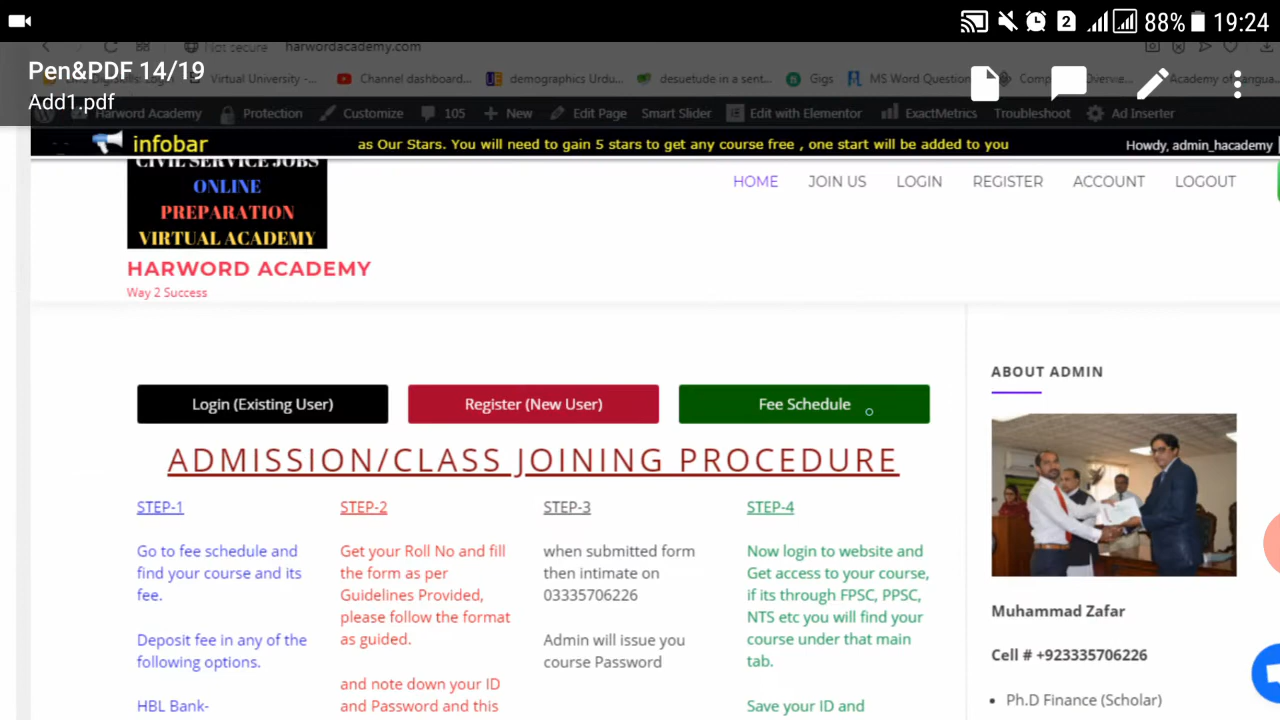 88% 19:24
Not secure harwordacademy.com
Pen&PDF 14/19
Add1.pdf
Virtual University - Channel dashboard... demographics Urdu... desuetude in a sent... Gigs MS Word Question
Harword Academy Protection Customize 105 New Edit Page Smart Slider Edit with Elementor ExactMetrics Troubleshoot Ad Inserter
infobar as Our Stars. You will need to gain 5 stars to get any course free , one start will be added to you Howdy, admin_hacademy
CIVIL SERVICE JOBS
ONLINE
PREPARATION
VIRTUAL ACADEMY
HOME JOIN US LOGIN REGISTER ACCOUNT LOGOUT
HARWORD ACADEMY
Way 2 Success
Login (Existing User) Register (New User) Fee Schedule
ADMISSION/CLASS JOINING PROCEDURE
STEP-1
Go to fee schedule and
find your course and its
fee.
Deposit fee in any of the
following options.
HBL Bank-
STEP-2
Get your Roll No and fill
the form as per
Guidelines Provided,
please follow the format
as guided.
and note down your ID
and Password and this
STEP-3
when submitted form
then intimate on
03335706226
Admin will issue you
course Password
STEP-4
Now login to website and
Get access to your course,
if its through FPSC, PPSC,
NTS etc you will find your
course under that main
tab.
Save your ID and
ABOUT ADMIN
Muhammad Zafar
Cell # +923335706226
Ph.D Finance (Scholar)